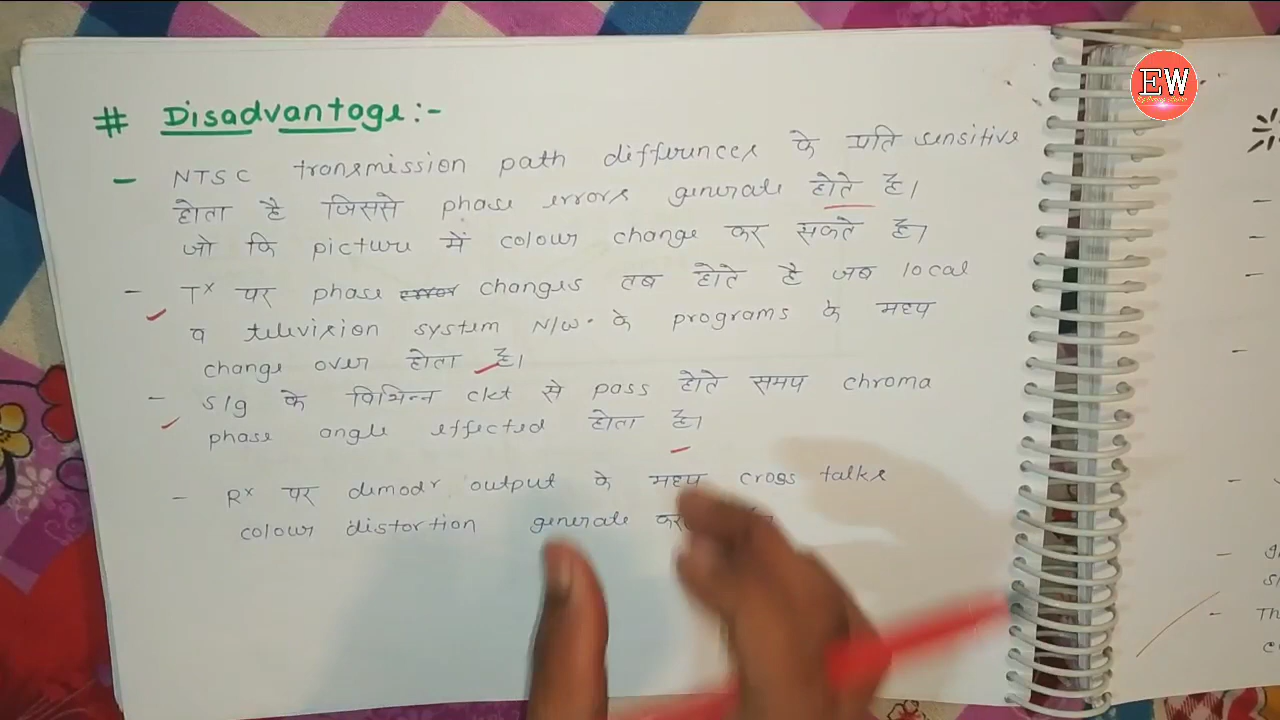 # Disadvantage:-
- NTSC transmission path differences के प्रति sensitive
होता है जिससे phase errors generate होते है।
जो कि picture में colour change कर सकते है।
- Tx पर phase changes तब होते है जब local
व television system N/w. के programs के मध्य
change over होता है।
- S/g के विभिन्न ckt से pass होते समय chroma
phase angle effected होता है।
- Rx पर demodr output के मध्य cross talks
colour distortion generate
EW